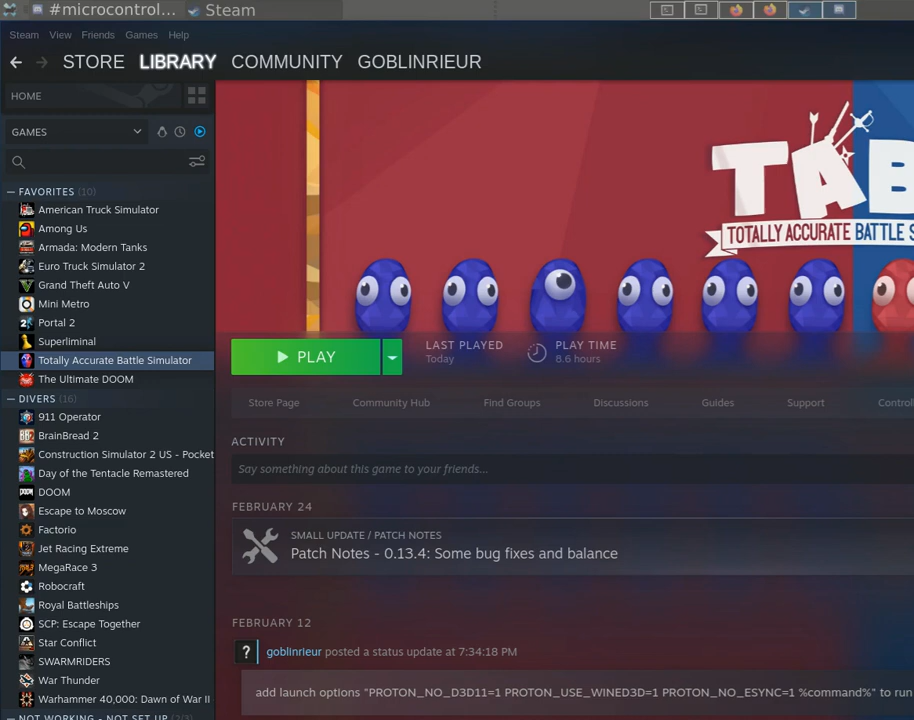 #microcontrol...
Steam
Steam View Friends Games Help
STORE LIBRARY COMMUNITY GOBLINRIEUR
HOME
GAMES
FAVORITES (10)
American Truck Simulator
Among Us
Armada: Modern Tanks
Euro Truck Simulator 2
Grand Theft Auto V
Mini Metro
Portal 2
Superliminal
Totally Accurate Battle Simulator
The Ultimate DOOM
DIVERS (16)
911 Operator
BrainBread 2
Construction Simulator 2 US - Pocket
Day of the Tentacle Remastered
DOOM
Escape to Moscow
Factorio
Jet Racing Extreme
MegaRace 3
Robocraft
Royal Battleships
SCP: Escape Together
Star Conflict
SWARMRIDERS
War Thunder
Warhammer 40,000: Dawn of War II
NOT WORKING - NOT SET UP
TAB
TOTALLY ACCURATE BATTLE S
PLAY
LAST PLAYED
Today
PLAY TIME
8.6 hours
Store Page Community Hub Find Groups Discussions Guides Support Control
ACTIVITY
Say something about this game to your friends...
FEBRUARY 24
SMALL UPDATE / PATCH NOTES
Patch Notes - 0.13.4: Some bug fixes and balance
FEBRUARY 12
? goblinrieur posted a status update at 7:34:18 PM
add launch options "PROTON_NO_D3D11=1 PROTON_USE_WINED3D=1 PROTON_NO_ESYNC=1 %command%" to run